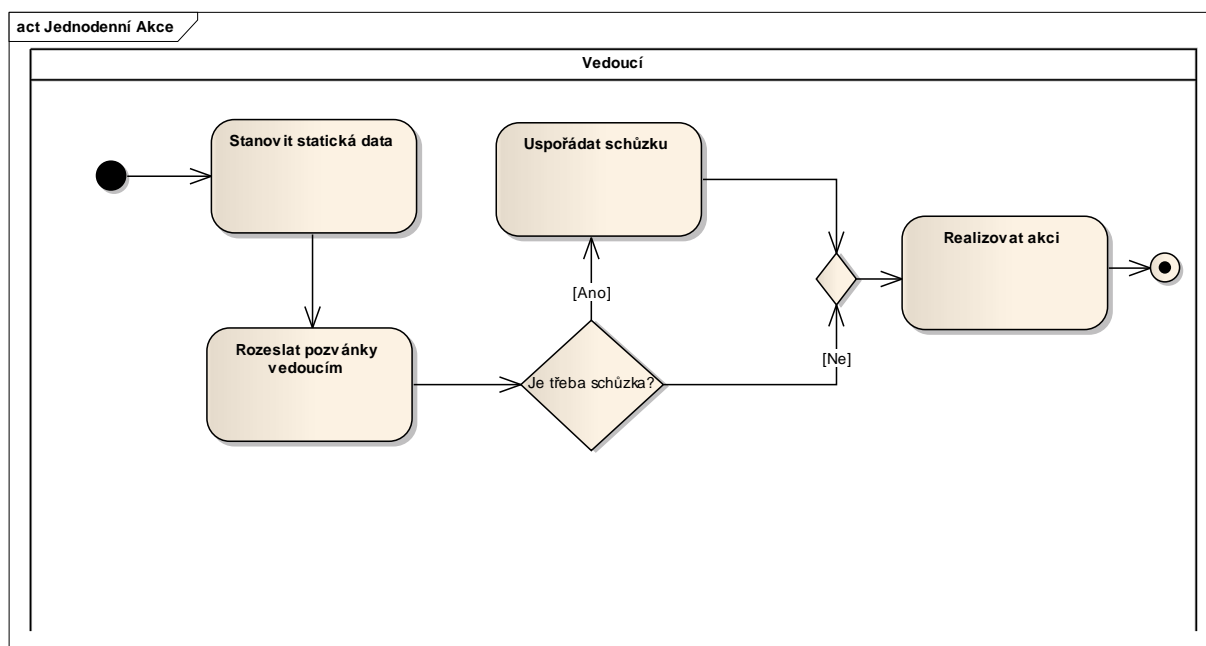 act Jednodenní Akce
Vedoucí
Stanovit statická data
Uspořádat schůzku
Realizovat akci
[Ano]
[Ne]
Rozeslat pozvánky
vedoucím
Je třeba schůzka?